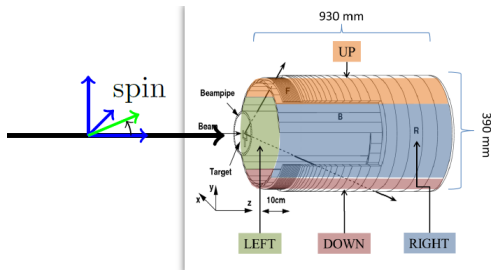 930 mm
UP
spin
Beampipe
F
B
Beam
R
390 mm
Target
y
x
z
10cm
LEFT
DOWN
RIGHT